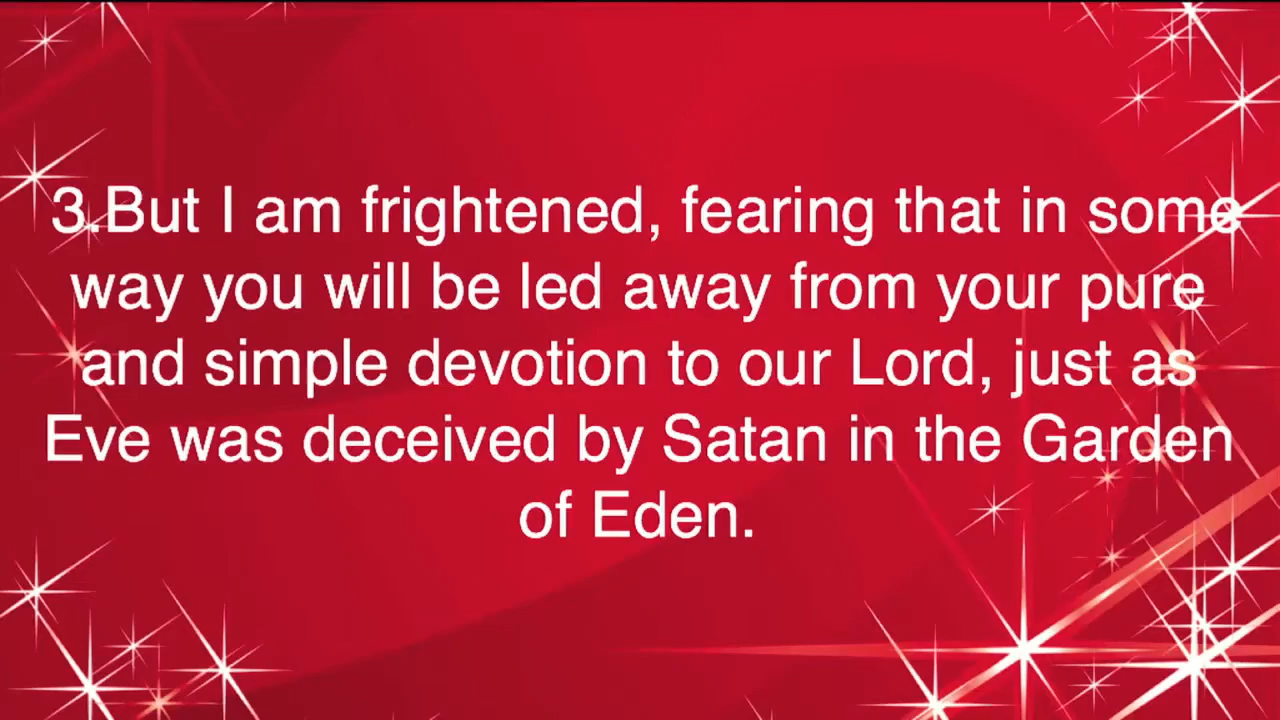 3.But I am frightened, fearing that in some
way you will be led away from your pure
and simple devotion to our Lord, just as
Eve was deceived by Satan in the Garden
of Eden.